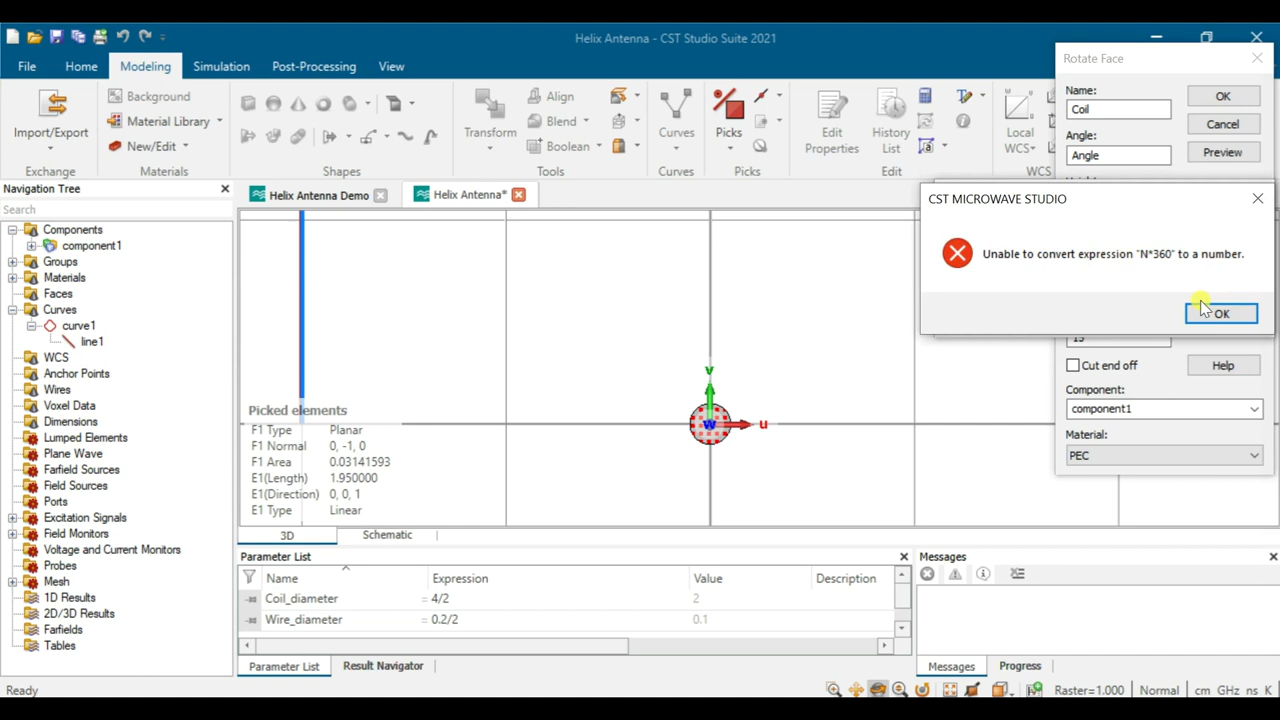 Helix Antenna - CST Studio Suite 2021
File Home Modeling Simulation Post-Processing View
Import/Export
Exchange
Background
Material Library
New/Edit
Materials
Shapes
Transform
Align
Blend
Boolean
Tools
Curves
Curves
Picks
Picks
Edit
Properties
History
List
Edit
Local
WCS
WCS
Rotate Face
Name:
Coil
OK
Cancel
Angle:
Angle
Preview
CST MICROWAVE STUDIO
Unable to convert expression "N*360" to a number.
OK
Cut end off
Help
Component:
component1
Material:
PEC
Navigation Tree
Search
Components
component1
Groups
Materials
Faces
Curves
curve1
line1
WCS
Anchor Points
Wires
Voxel Data
Dimensions
Lumped Elements
Plane Wave
Farfield Sources
Field Sources
Ports
Excitation Signals
Field Monitors
Voltage and Current Monitors
Probes
Mesh
1D Results
2D/3D Results
Farfields
Tables
Helix Antenna Demo
Helix Antenna*
v
w
u
Picked elements
F1 Type Planar
F1 Normal 0, -1, 0
F1 Area 0.03141593
E1(Length) 1.950000
E1(Direction) 0, 0, 1
E1 Type Linear
3D Schematic
Parameter List
Name Expression Value Description
Coil_diameter = 4/2 2
Wire_diameter = 0.2/2 0.1
Parameter List Result Navigator
Messages
Messages Progress
Ready
Raster=1.000 Normal cm GHz ns K